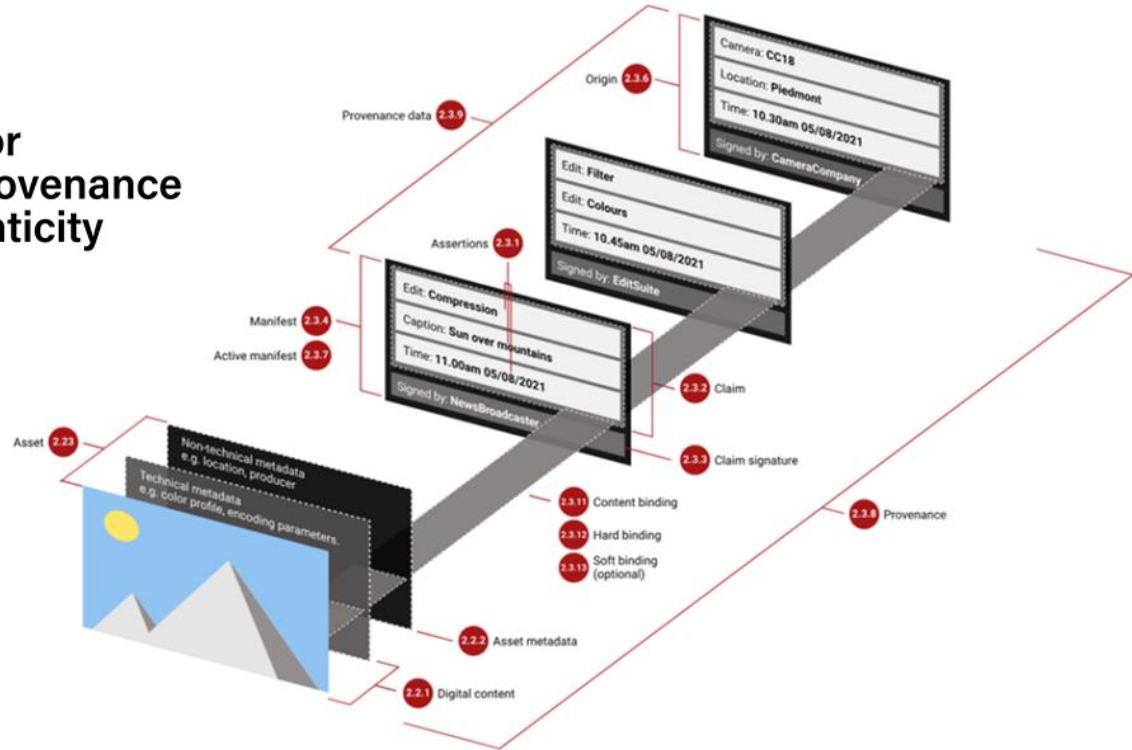 or
ovenance
nticity
Camera: CC18
Location: Piedmont
Time: 10.30am 05/08/2021
Signed by: CameraCompany
Origin 2.3.6
Provenance data 2.3.9
Edit: Filter
Edit: Colours
Time: 10.45am 05/08/2021
Signed by: EditSuite
Assertions 2.3.1
Edit: Compression
Caption: Sun over mountains
Time: 11.00am 05/08/2021
Signed by: NewsBroadcaster
Manifest 2.3.4
Active manifest 2.3.7
2.3.2 Claim
2.3.3 Claim signature
Asset 2.23
Non-technical metadata
e.g. location, producer
Technical metadata
e.g. color profile, encoding parameters.
2.3.11 Content binding
2.3.12 Hard binding
2.3.13 Soft binding
(optional)
2.3.8 Provenance
2.2.2 Asset metadata
2.2.1 Digital content